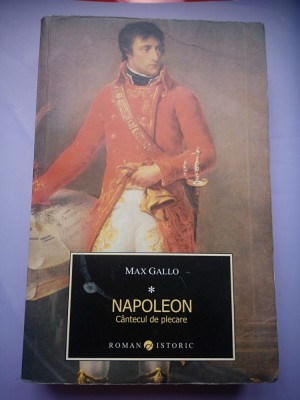 MAX GALLO
*
NAPOLEON
Cântecul de plecare
ROMAN ISTORIC